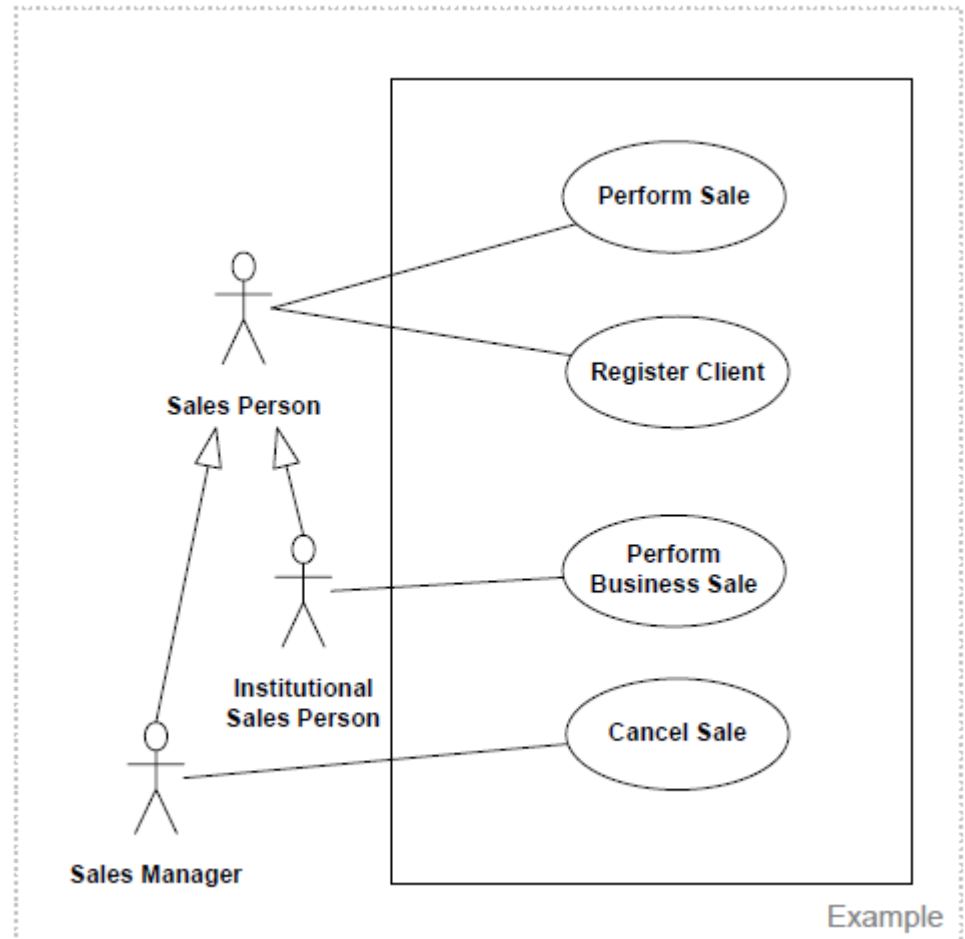 Perform Sale
Register Client
Sales Person
Perform
Business Sale
Institutional
Sales Person
Cancel Sale
Sales Manager
Example